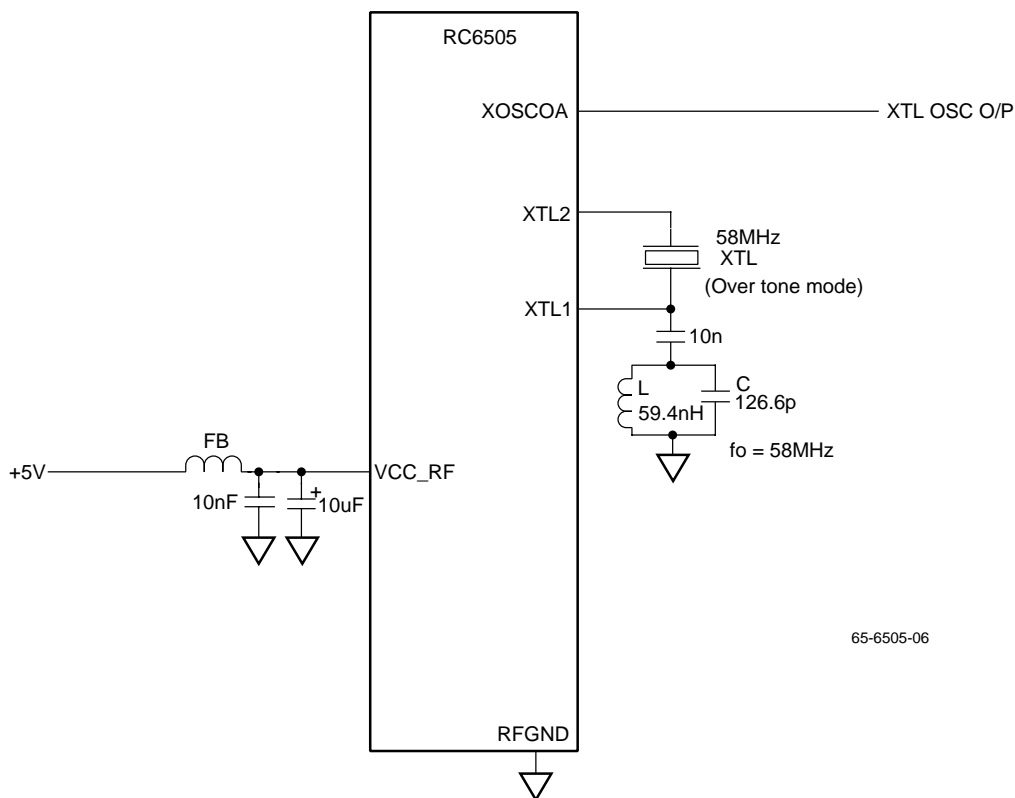 RC6505
XOSCOA
XTL OSC O/P
XTL2
58MHz
XTL
(Over tone mode)
XTL1
10n
L
59.4nH
C
126.6p
fo = 58MHz
FB
+5V
VCC_RF
10nF
+
10uF
65-6505-06
RFGND